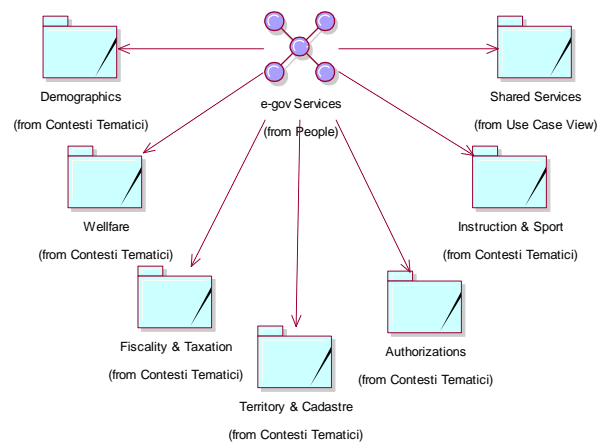 Demographics
(from Contesti Tematici)
e-gov Services
(from People)
Shared Services
(from Use Case View)
Wellfare
(from Contesti Tematici)
Instruction & Sport
(from Contesti Tematici)
Fiscality & Taxation
(from Contesti Tematici)
Authorizations
(from Contesti Tematici)
Territory & Cadastre
(from Contesti Tematici)